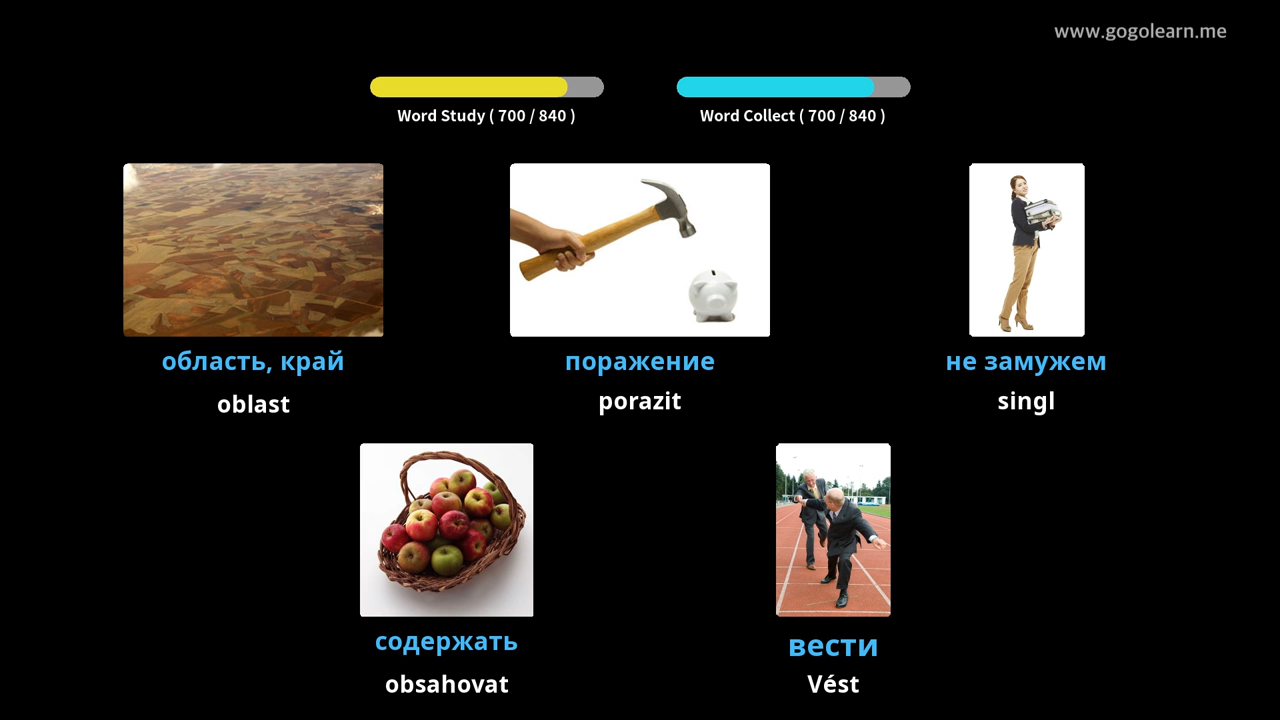 www.gogolearn.me
Word Study ( 700 / 840 )
Word Collect ( 700 / 840 )
область, край
oblast
поражение
porazit
не замужем
singl
содержать
obsahovat
вести
Vést